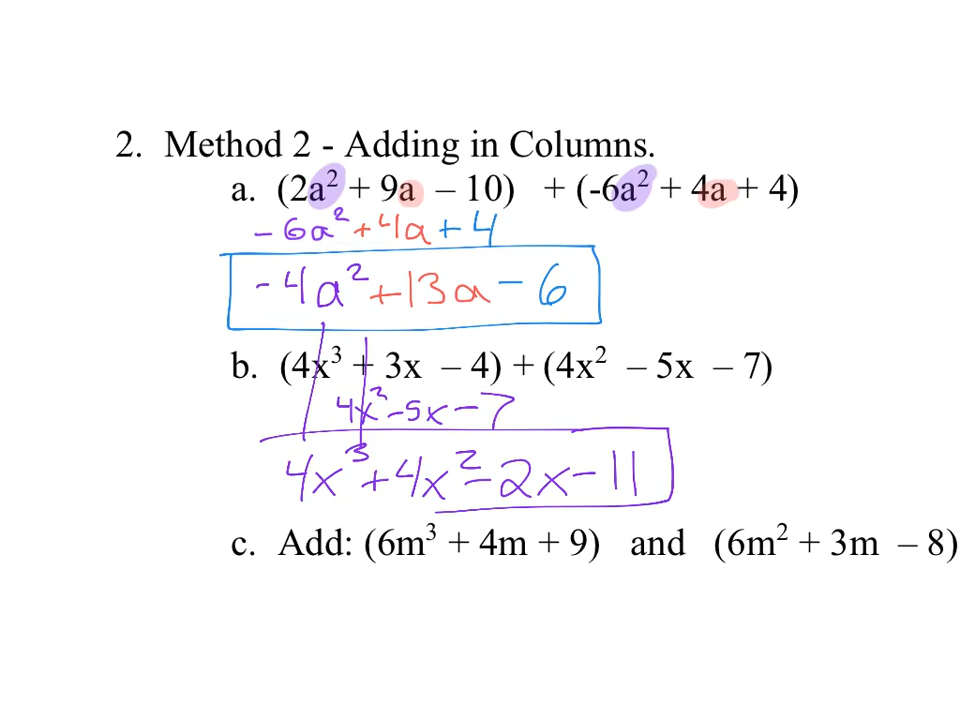 2. Method 2 - Adding in Columns.
a. (2a² + 9a – 10) + (-6a² + 4a + 4)
- 6a² + 4a + 4
- 4a² + 13a - 6
b. (4x³ + 3x – 4) + (4x² – 5x – 7)
4x² - 5x - 7
4x³ + 4x² - 2x - 11
c. Add: (6m³ + 4m + 9) and (6m² + 3m – 8)